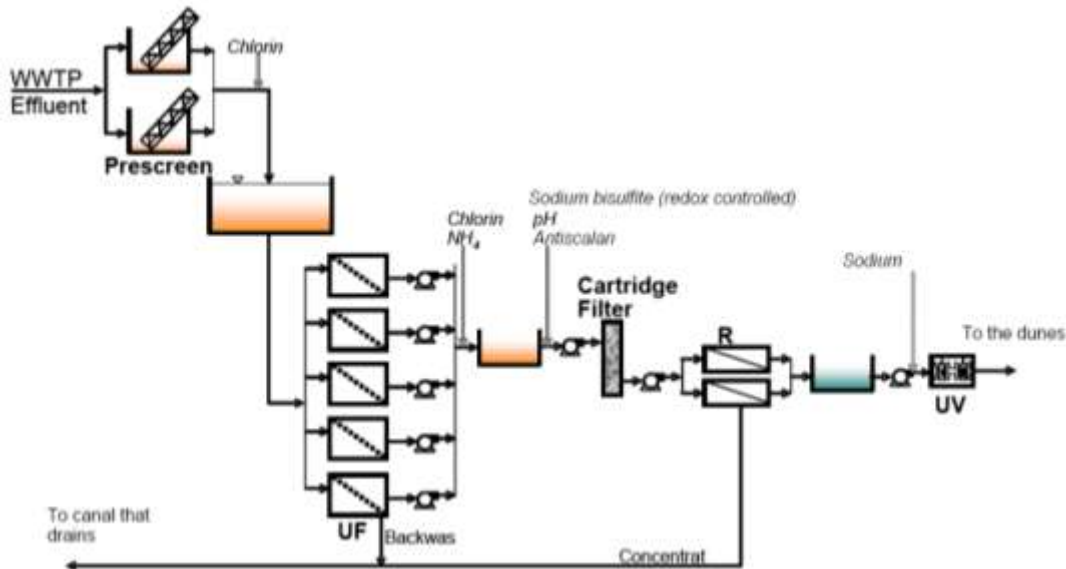 WWTP
Effluent
Prescreen
Chlorin
Chlorin
NH₄
Sodium bisulfite (redox controlled)
pH
Antiscalan
Cartridge
Filter
R
Sodium
To the dunes
UV
UF
Backwas
Concentrat
To canal that
drains